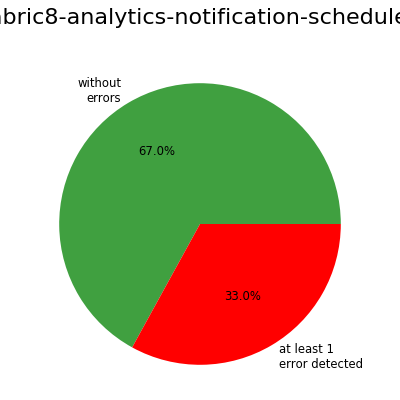 abric8-analytics-notification-schedule
without
errors
67.0%
33.0%
at least 1
error detected